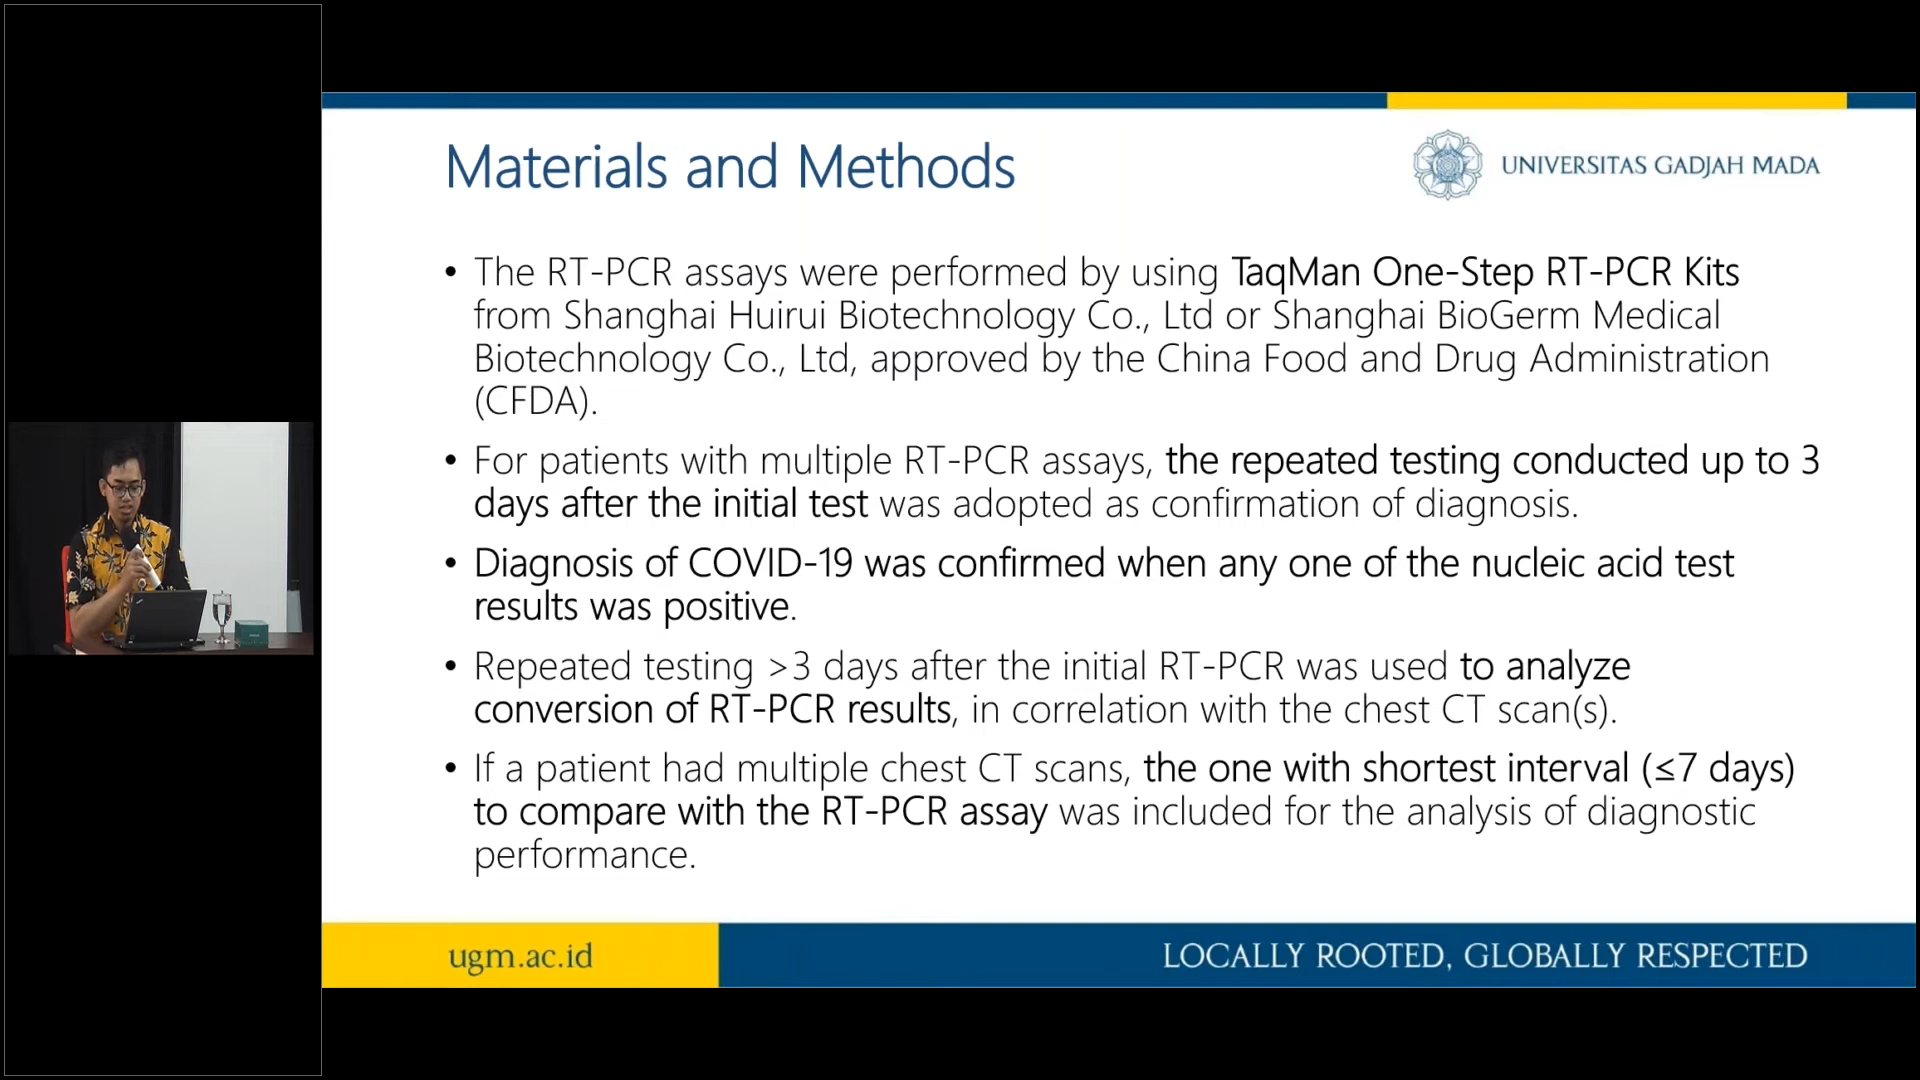 Materials and Methods
UNIVERSITAS GADJAH MADA
• The RT-PCR assays were performed by using TaqMan One-Step RT-PCR Kits
from Shanghai Huirui Biotechnology Co., Ltd or Shanghai BioGerm Medical
Biotechnology Co., Ltd, approved by the China Food and Drug Administration
(CFDA).
• For patients with multiple RT-PCR assays, the repeated testing conducted up to 3
days after the initial test was adopted as confirmation of diagnosis.
• Diagnosis of COVID-19 was confirmed when any one of the nucleic acid test
results was positive.
• Repeated testing >3 days after the initial RT-PCR was used to analyze
conversion of RT-PCR results, in correlation with the chest CT scan(s).
• If a patient had multiple chest CT scans, the one with shortest interval (≤7 days)
to compare with the RT-PCR assay was included for the analysis of diagnostic
performance.
ugm.ac.id
LOCALLY ROOTED, GLOBALLY RESPECTED